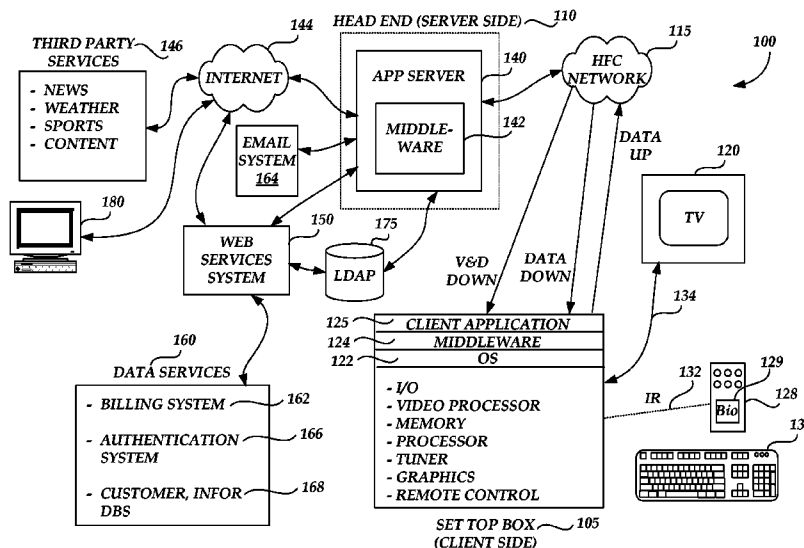 HEAD END (SERVER SIDE) 110
144
THIRD PARTY
SERVICES 146
INTERNET
140
HFC
NETWORK
115
100
APP SERVER
- NEWS
- WEATHER
- SPORTS
- CONTENT
MIDDLE-
WARE
142
EMAIL
SYSTEM
164
DATA
UP
120
TV
180
150
175
WEB
SERVICES
SYSTEM
LDAP
V&D
DOWN
DATA
DOWN
134
125 CLIENT APPLICATION
124 MIDDLEWARE
122 OS
160
DATA SERVICES
132
IR
129
Bio
128
- BILLING SYSTEM 162
- AUTHENTICATION
SYSTEM
166
- CUSTOMER, INFOR
DBS
168
- I/O
- VIDEO PROCESSOR
- MEMORY
- PROCESSOR
- TUNER
- GRAPHICS
- REMOTE CONTROL
13
SET TOP BOX 105
(CLIENT SIDE)